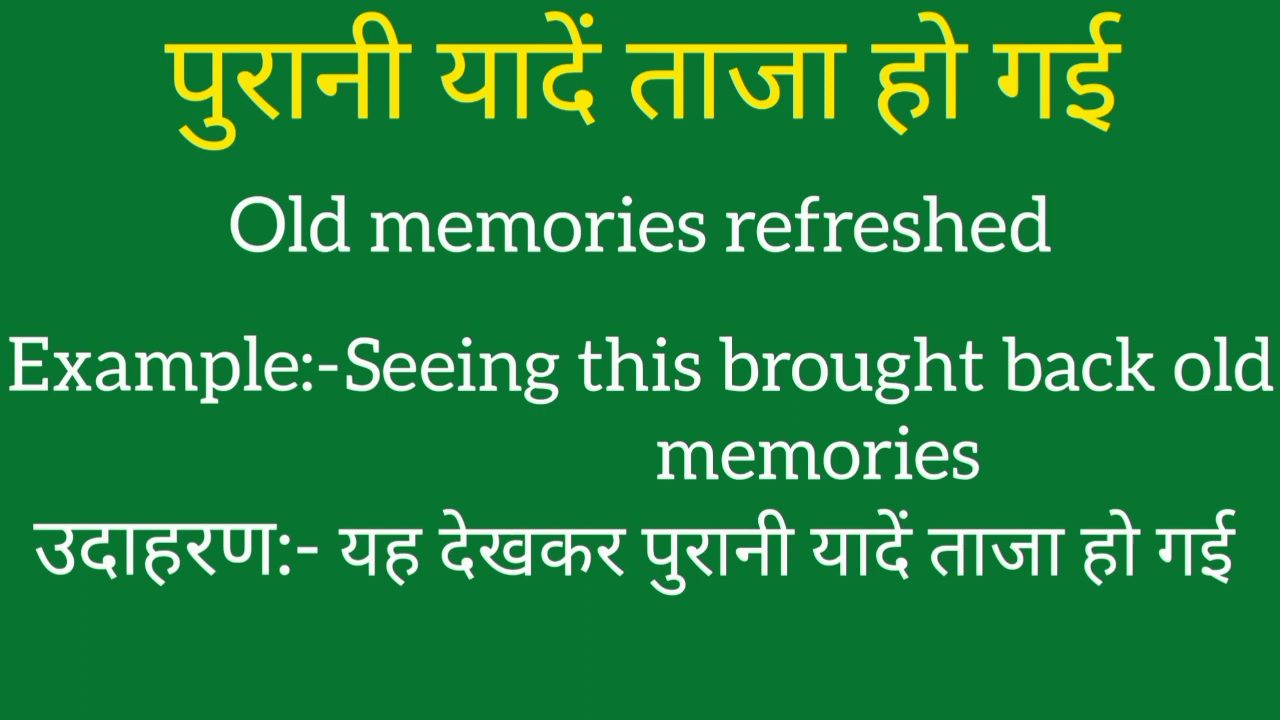 पुरानी यादें ताजा हो गई
Old memories refreshed
Example:-Seeing this brought back old
memories
उदाहरण:- यह देखकर पुरानी यादें ताजा हो गई